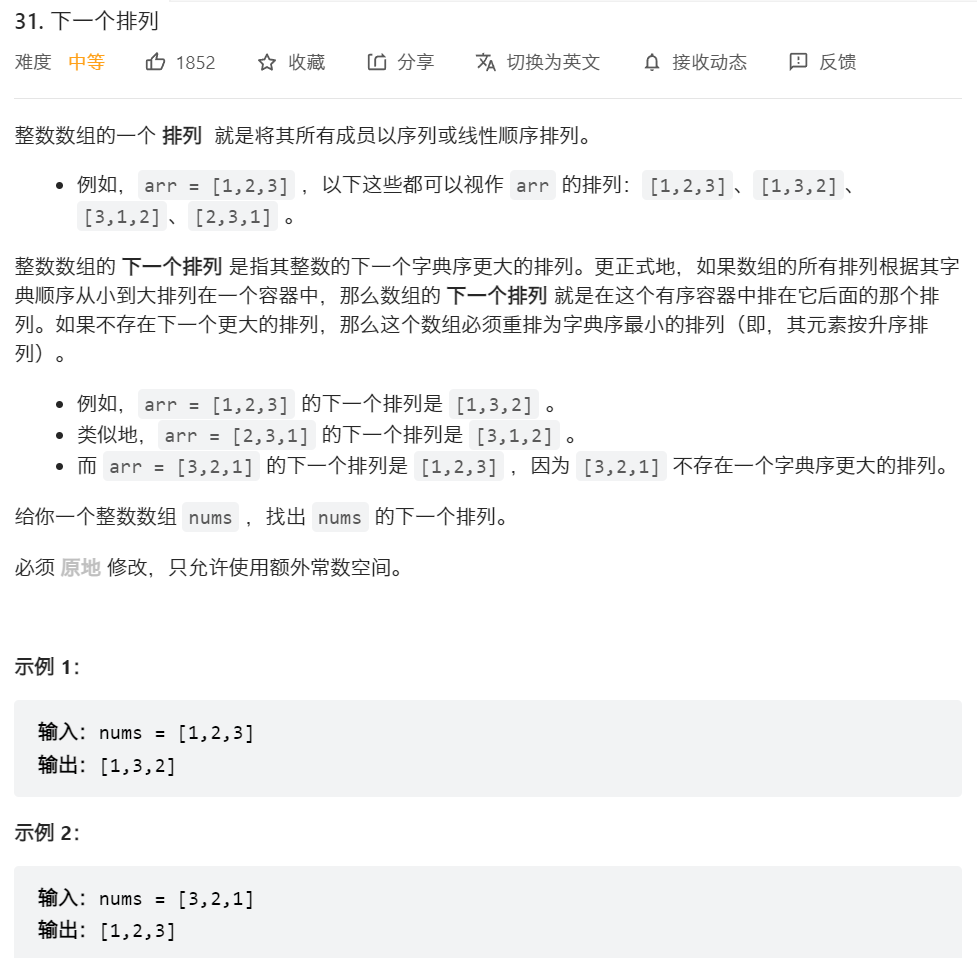 31. 下一个排列
难度 中等 1852 收藏 分享 切换为英文 接收动态 反馈
整数数组的一个 排列 就是将其所有成员以序列或线性顺序排列。
例如，arr = [1,2,3] ，以下这些都可以视作 arr 的排列：[1,2,3]、[1,3,2]、
[3,1,2]、[2,3,1] 。
整数数组的 下一个排列 是指其整数的下一个字典序更大的排列。更正式地，如果数组的所有排列根据其字
典顺序从小到大排列在一个容器中，那么数组的 下一个排列 就是在这个有序容器中排在它后面的那个排
列。如果不存在下一个更大的排列，那么这个数组必须重排为字典序最小的排列（即，其元素按升序排
列）。
例如，arr = [1,2,3] 的下一个排列是 [1,3,2] 。
类似地，arr = [2,3,1] 的下一个排列是 [3,1,2] 。
而 arr = [3,2,1] 的下一个排列是 [1,2,3] ，因为 [3,2,1] 不存在一个字典序更大的排列。
给你一个整数数组 nums ，找出 nums 的下一个排列。
必须 原地 修改，只允许使用额外常数空间。
示例 1：
输入：nums = [1,2,3]
输出：[1,3,2]
示例 2：
输入：nums = [3,2,1]
输出：[1,2,3]